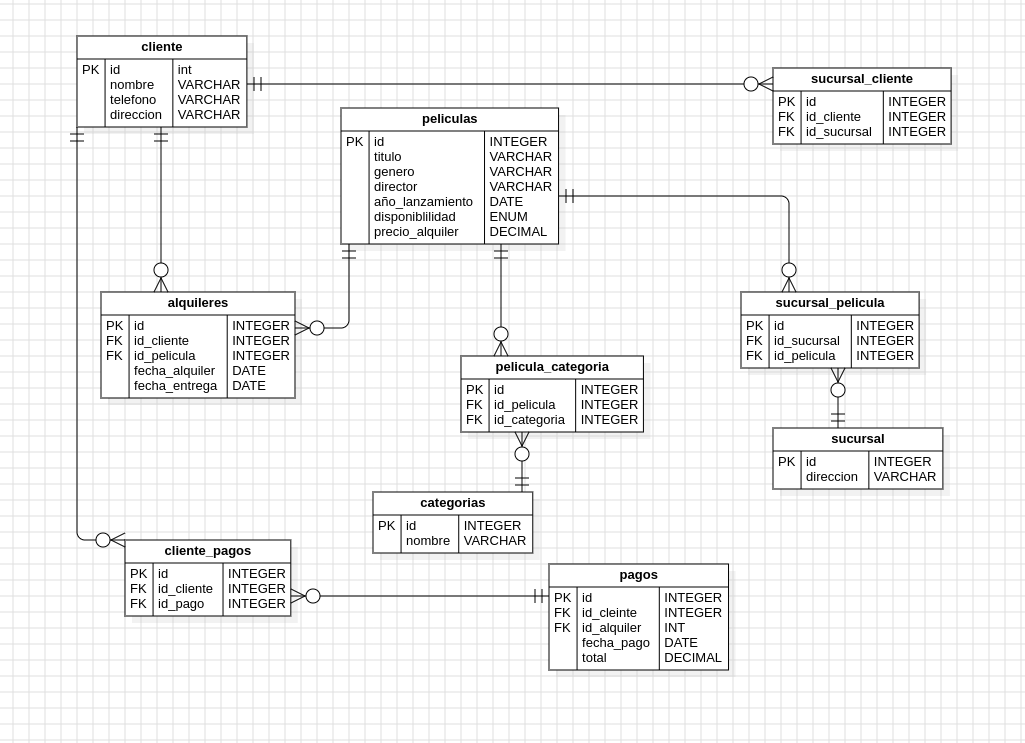 cliente
PK id int
nombre VARCHAR
telefono VARCHAR
direccion VARCHAR
sucursal_cliente
PK id INTEGER
FK id_cliente INTEGER
FK id_sucursal INTEGER
peliculas
PK id INTEGER
titulo VARCHAR
genero VARCHAR
director VARCHAR
año_lanzamiento DATE
disponiblilidad ENUM
precio_alquiler DECIMAL
alquileres
PK id INTEGER
FK id_cliente INTEGER
FK id_pelicula INTEGER
fecha_alquiler DATE
fecha_entrega DATE
sucursal_pelicula
PK id INTEGER
FK id_sucursal INTEGER
FK id_pelicula INTEGER
pelicula_categoria
PK id INTEGER
FK id_pelicula INTEGER
FK id_categoria INTEGER
sucursal
PK id INTEGER
direccion VARCHAR
categorias
PK id INTEGER
nombre VARCHAR
cliente_pagos
PK id INTEGER
FK id_cliente INTEGER
FK id_pago INTEGER
pagos
PK id INTEGER
FK id_cleinte INTEGER
FK id_alquiler INT
fecha_pago DATE
total DECIMAL